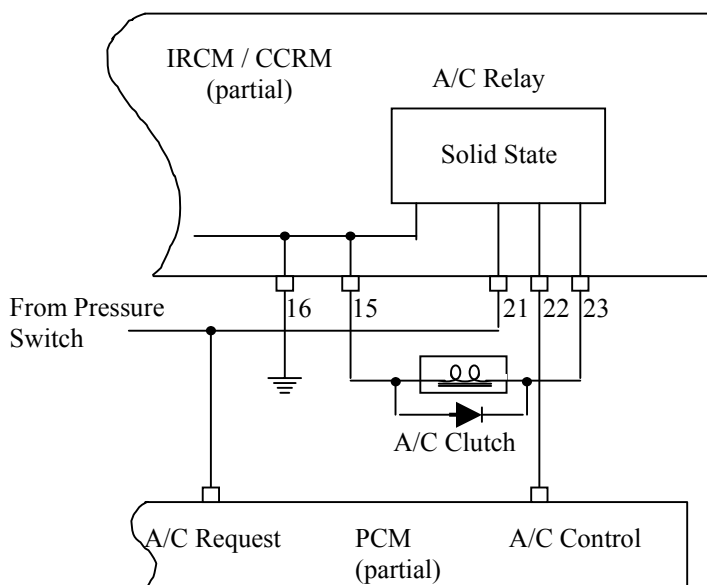 IRCM / CCRM
(partial)
A/C Relay
Solid State
From Pressure
Switch
16
15
21
22
23
A/C Clutch
A/C Request
PCM
(partial)
A/C Control